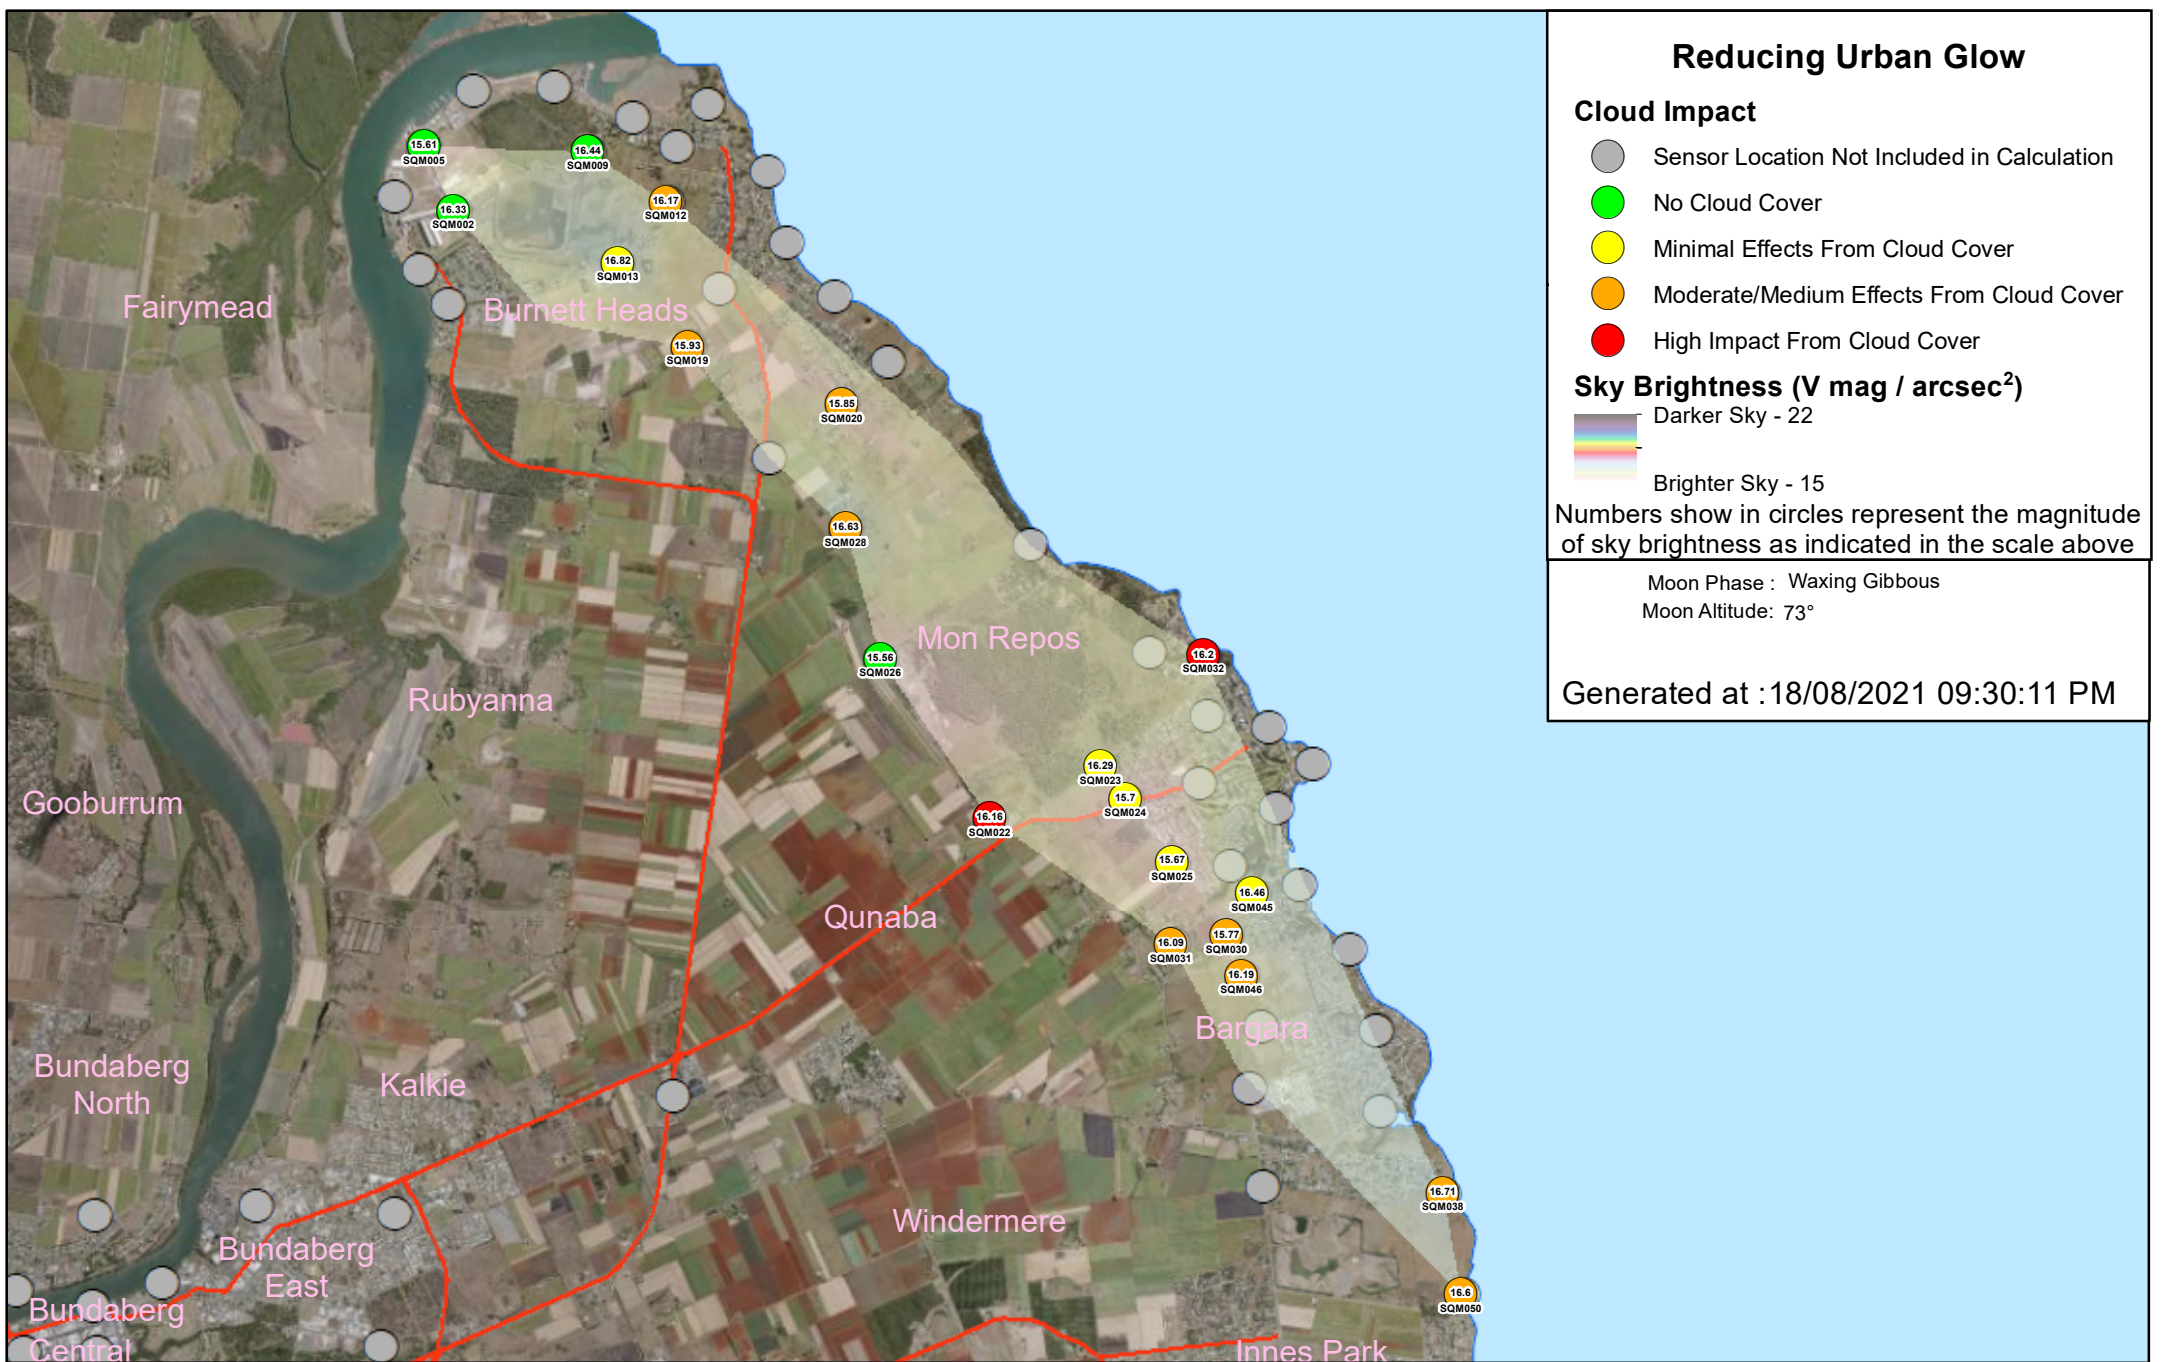 Reducing Urban Glow
Cloud Impact
Sensor Location Not Included in Calculation
No Cloud Cover
Minimal Effects From Cloud Cover
Moderate/Medium Effects From Cloud Cover
High Impact From Cloud Cover
Sky Brightness (V mag / arcsec²)
Darker Sky - 22
Brighter Sky - 15
Numbers show in circles represent the magnitude
of sky brightness as indicated in the scale above
Moon Phase : Waxing Gibbous
Moon Altitude: 73°
Generated at :18/08/2021 09:30:11 PM
15.61
SQM005
16.44
SQM009
16.33
SQM002
16.17
SQM012
16.82
SQM013
Fairymead
Burnett Heads
15.93
SQM019
15.85
SQM020
16.63
SQM028
Mon Repos
15.56
SQM026
16.2
SQM032
Rubyanna
16.29
SQM023
15.7
SQM024
Gooburrum
16.16
SQM022
15.67
SQM025
16.46
SQM045
Qunaba
15.77
SQM030
16.09
SQM031
16.19
SQM046
Bargara
Bundaberg
North
Kalkie
16.71
SQM038
Windermere
Bundaberg
East
16.6
SQM050
Bundaberg
Central
Innes Park